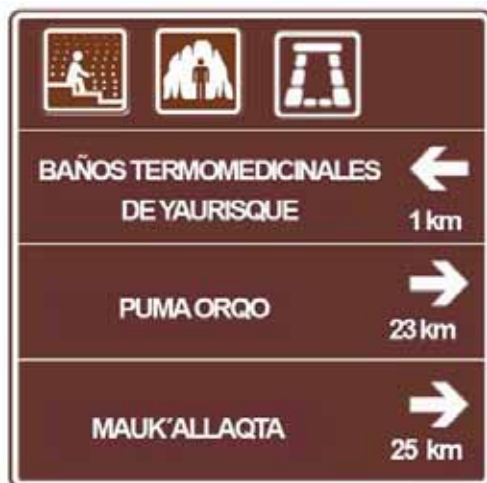 BAÑOS TERMOMEDICINALES
DE YAURISQUE
1 km
PUMA ORQO
23 km
MAUK´ALLAQTA
25 km